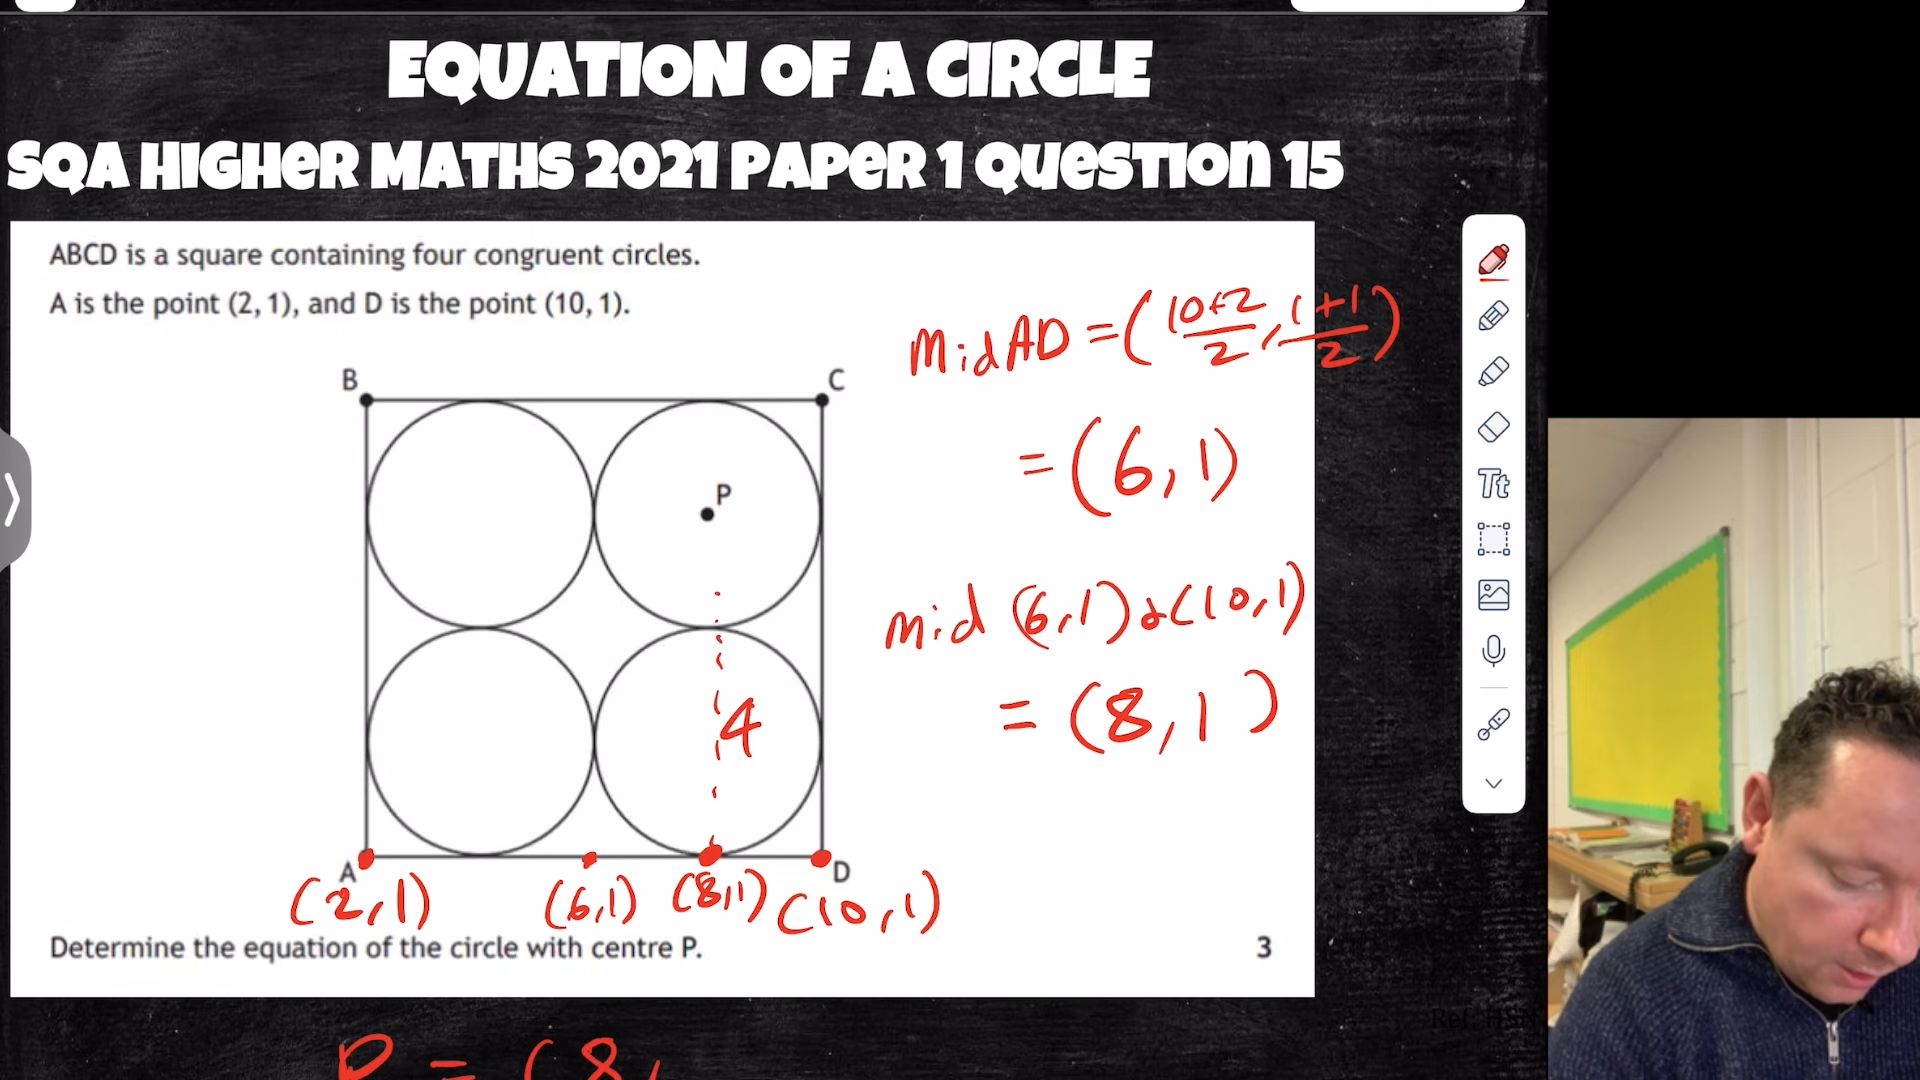 EQUATION OF A CIRCLE
SQA HIGHER MATHS 2021 PAPER 1 QUESTION 15
ABCD is a square containing four congruent circles.
A is the point (2, 1), and D is the point (10, 1).
B
C
P
A
D
4
(2,1)
(6,1)
(8,1)
(10,1)
Mid AD = (10+2/2, 1+1/2)
= (6,1)
mid (6,1) & (10,1)
= (8,1)
Determine the equation of the circle with centre P.
3
Tt
P = (8,